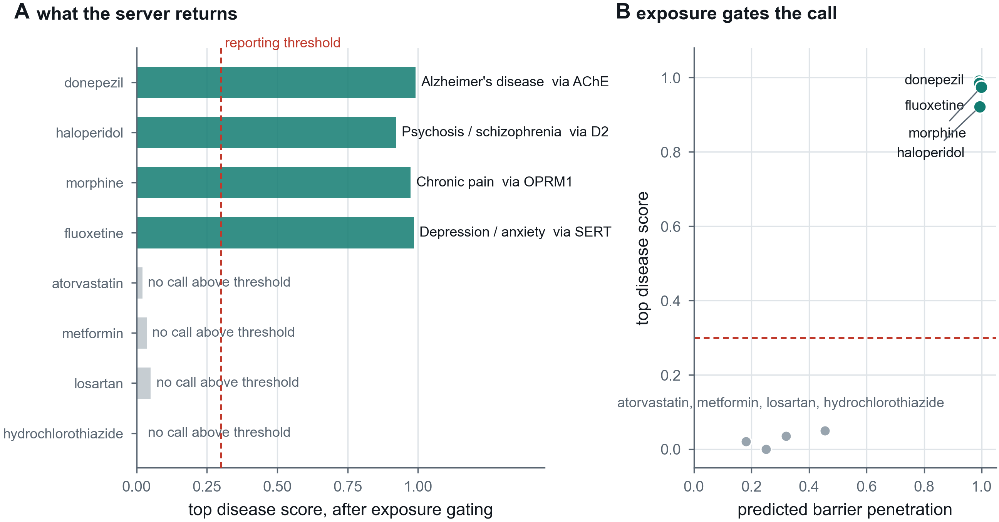 A what the server returns
reporting threshold
donepezil
Alzheimer's disease via AChE
haloperidol
Psychosis / schizophrenia via D2
morphine
Chronic pain via OPRM1
fluoxetine
Depression / anxiety via SERT
atorvastatin
no call above threshold
metformin
no call above threshold
losartan
no call above threshold
hydrochlorothiazide
no call above threshold
0.00 0.25 0.50 0.75 1.00
top disease score, after exposure gating
B exposure gates the call
1.0
0.8
0.6
0.4
0.2
0.0
top disease score
donepezil
fluoxetine
morphine
haloperidol
atorvastatin, metformin, losartan, hydrochlorothiazide
0.0 0.2 0.4 0.6 0.8 1.0
predicted barrier penetration